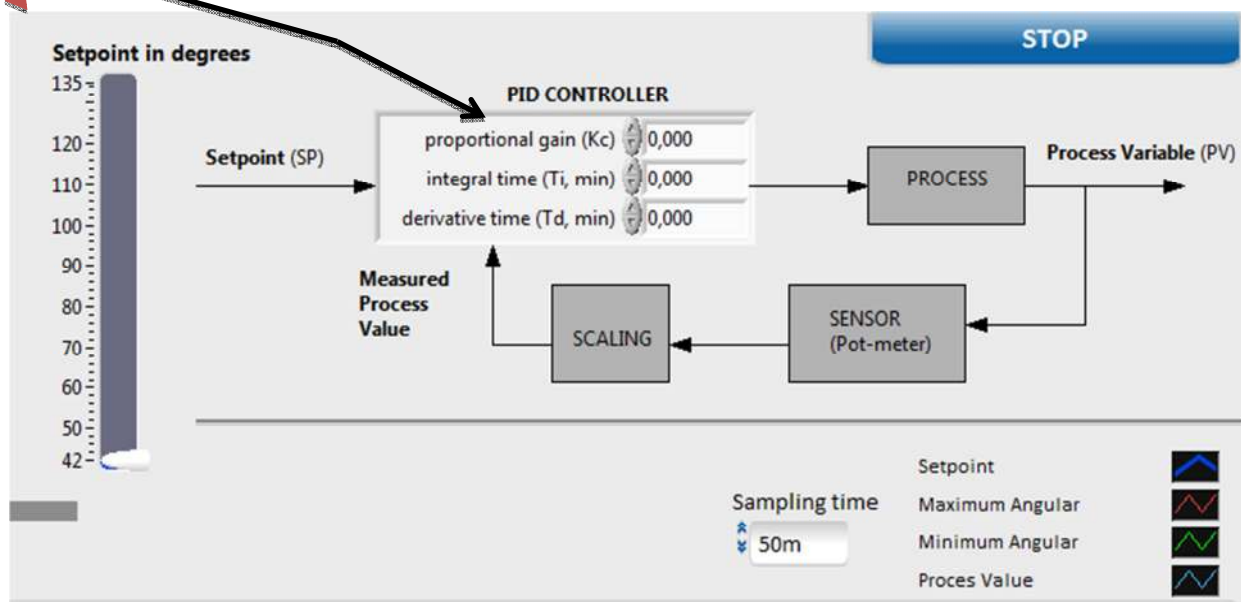 STOP
Setpoint in degrees
135
120
110
100
90
80
70
60
50
42
PID CONTROLLER
proportional gain (Kc) 0,000
integral time (Ti, min) 0,000
derivative time (Td, min) 0,000
Setpoint (SP)
PROCESS
Process Variable (PV)
Measured
Process
Value
SCALING
SENSOR
(Pot-meter)
Sampling time
50m
Setpoint
Maximum Angular
Minimum Angular
Proces Value